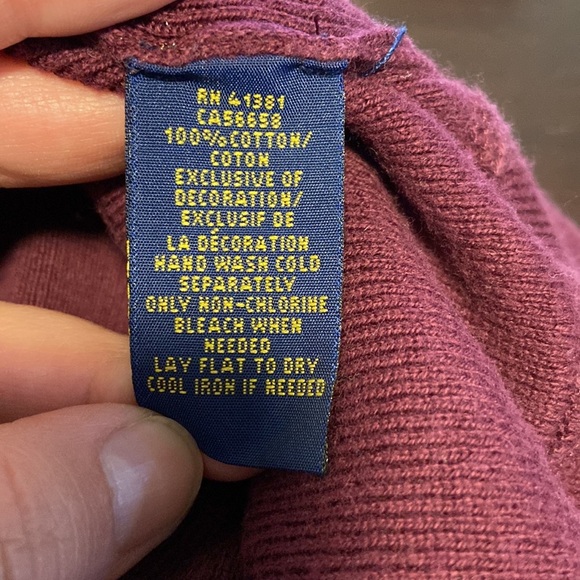 RN 41381
CA56658
100%COTTON/
COTON
EXCLUSIVE OF
DECORATION/
EXCLUSIF DE
LA DÉCORATION
HAND WASH COLD
SEPARATELY
ONLY NON-CHLORINE
BLEACH WHEN
NEEDED
LAY FLAT TO DRY
COOL IRON IF NEEDED